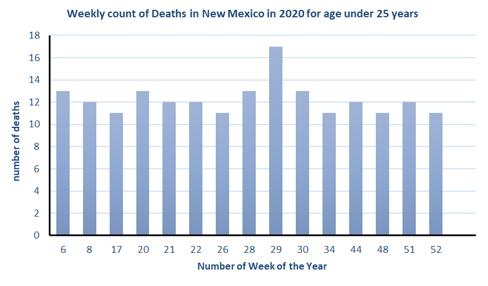 Weekly count of Deaths in New Mexico in 2020 for age under 25 years
number of deaths
18
16
14
12
10
8
6
4
2
0
6 8 17 20 21 22 26 28 29 30 34 44 48 51 52
Number of Week of the Year